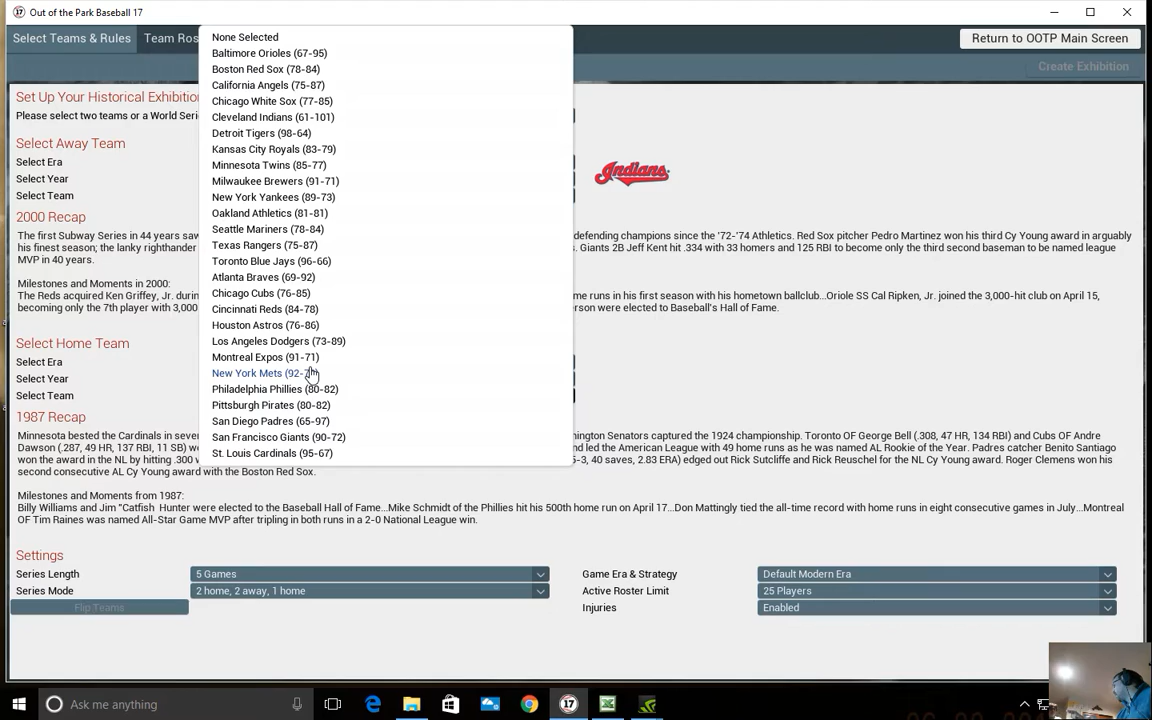 Out of the Park Baseball 17
Select Teams & Rules
Team Ros
Return to OOTP Main Screen
Create Exhibition
Set Up Your Historical Exhibition
Please select two teams or a World Seri
Select Away Team
Select Era
Select Year
Select Team
Indians
2000 Recap
The first Subway Series in 44 years saw defending champions since the '72-'74 Athletics. Red Sox pitcher Pedro Martinez won his third Cy Young award in arguably
his finest season; the lanky righthander Giants 2B Jeff Kent hit .334 with 33 homers and 125 RBI to become only the third second baseman to be named league
MVP in 40 years.
Milestones and Moments in 2000:
The Reds acquired Ken Griffey, Jr. during me runs in his first season with his hometown ballclub...Oriole SS Cal Ripken, Jr. joined the 3,000-hit club on April 15,
becoming only the 7th player with 3,000 erson were elected to Baseball's Hall of Fame.
Select Home Team
Select Era
Select Year
Select Team
1987 Recap
Minnesota bested the Cardinals in seve hington Senators captured the 1924 championship. Toronto OF George Bell (.308, 47 HR, 134 RBI) and Cubs OF Andre
Dawson (.287, 49 HR, 137 RBI, 11 SB) w nd led the American League with 49 home runs as he was named AL Rookie of the Year. Padres catcher Benito Santiago
won the award in the NL by hitting .300 5-3, 40 saves, 2.83 ERA) edged out Rick Sutcliffe and Rick Reuschel for the NL Cy Young award. Roger Clemens won his
second consecutive AL Cy Young award with the Boston Red Sox.
Milestones and Moments from 1987:
Billy Williams and Jim "Catfish Hunter were elected to the Baseball Hall of Fame...Mike Schmidt of the Phillies hit his 500th home run on April 17...Don Mattingly tied the all-time record with home runs in eight consecutive games in July...Montreal
OF Tim Raines was named All-Star Game MVP after tripling in both runs in a 2-0 National League win.
None Selected
Baltimore Orioles (67-95)
Boston Red Sox (78-84)
California Angels (75-87)
Chicago White Sox (77-85)
Cleveland Indians (61-101)
Detroit Tigers (98-64)
Kansas City Royals (83-79)
Minnesota Twins (85-77)
Milwaukee Brewers (91-71)
New York Yankees (89-73)
Oakland Athletics (81-81)
Seattle Mariners (78-84)
Texas Rangers (75-87)
Toronto Blue Jays (96-66)
Atlanta Braves (69-92)
Chicago Cubs (76-85)
Cincinnati Reds (84-78)
Houston Astros (76-86)
Los Angeles Dodgers (73-89)
Montreal Expos (91-71)
New York Mets (92-
Philadelphia Phillies (80-82)
Pittsburgh Pirates (80-82)
San Diego Padres (65-97)
San Francisco Giants (90-72)
St. Louis Cardinals (95-67)
Settings
Series Length 5 Games
Series Mode 2 home, 2 away, 1 home
Flip Teams
Game Era & Strategy Default Modern Era
Active Roster Limit 25 Players
Injuries Enabled
Ask me anything
17